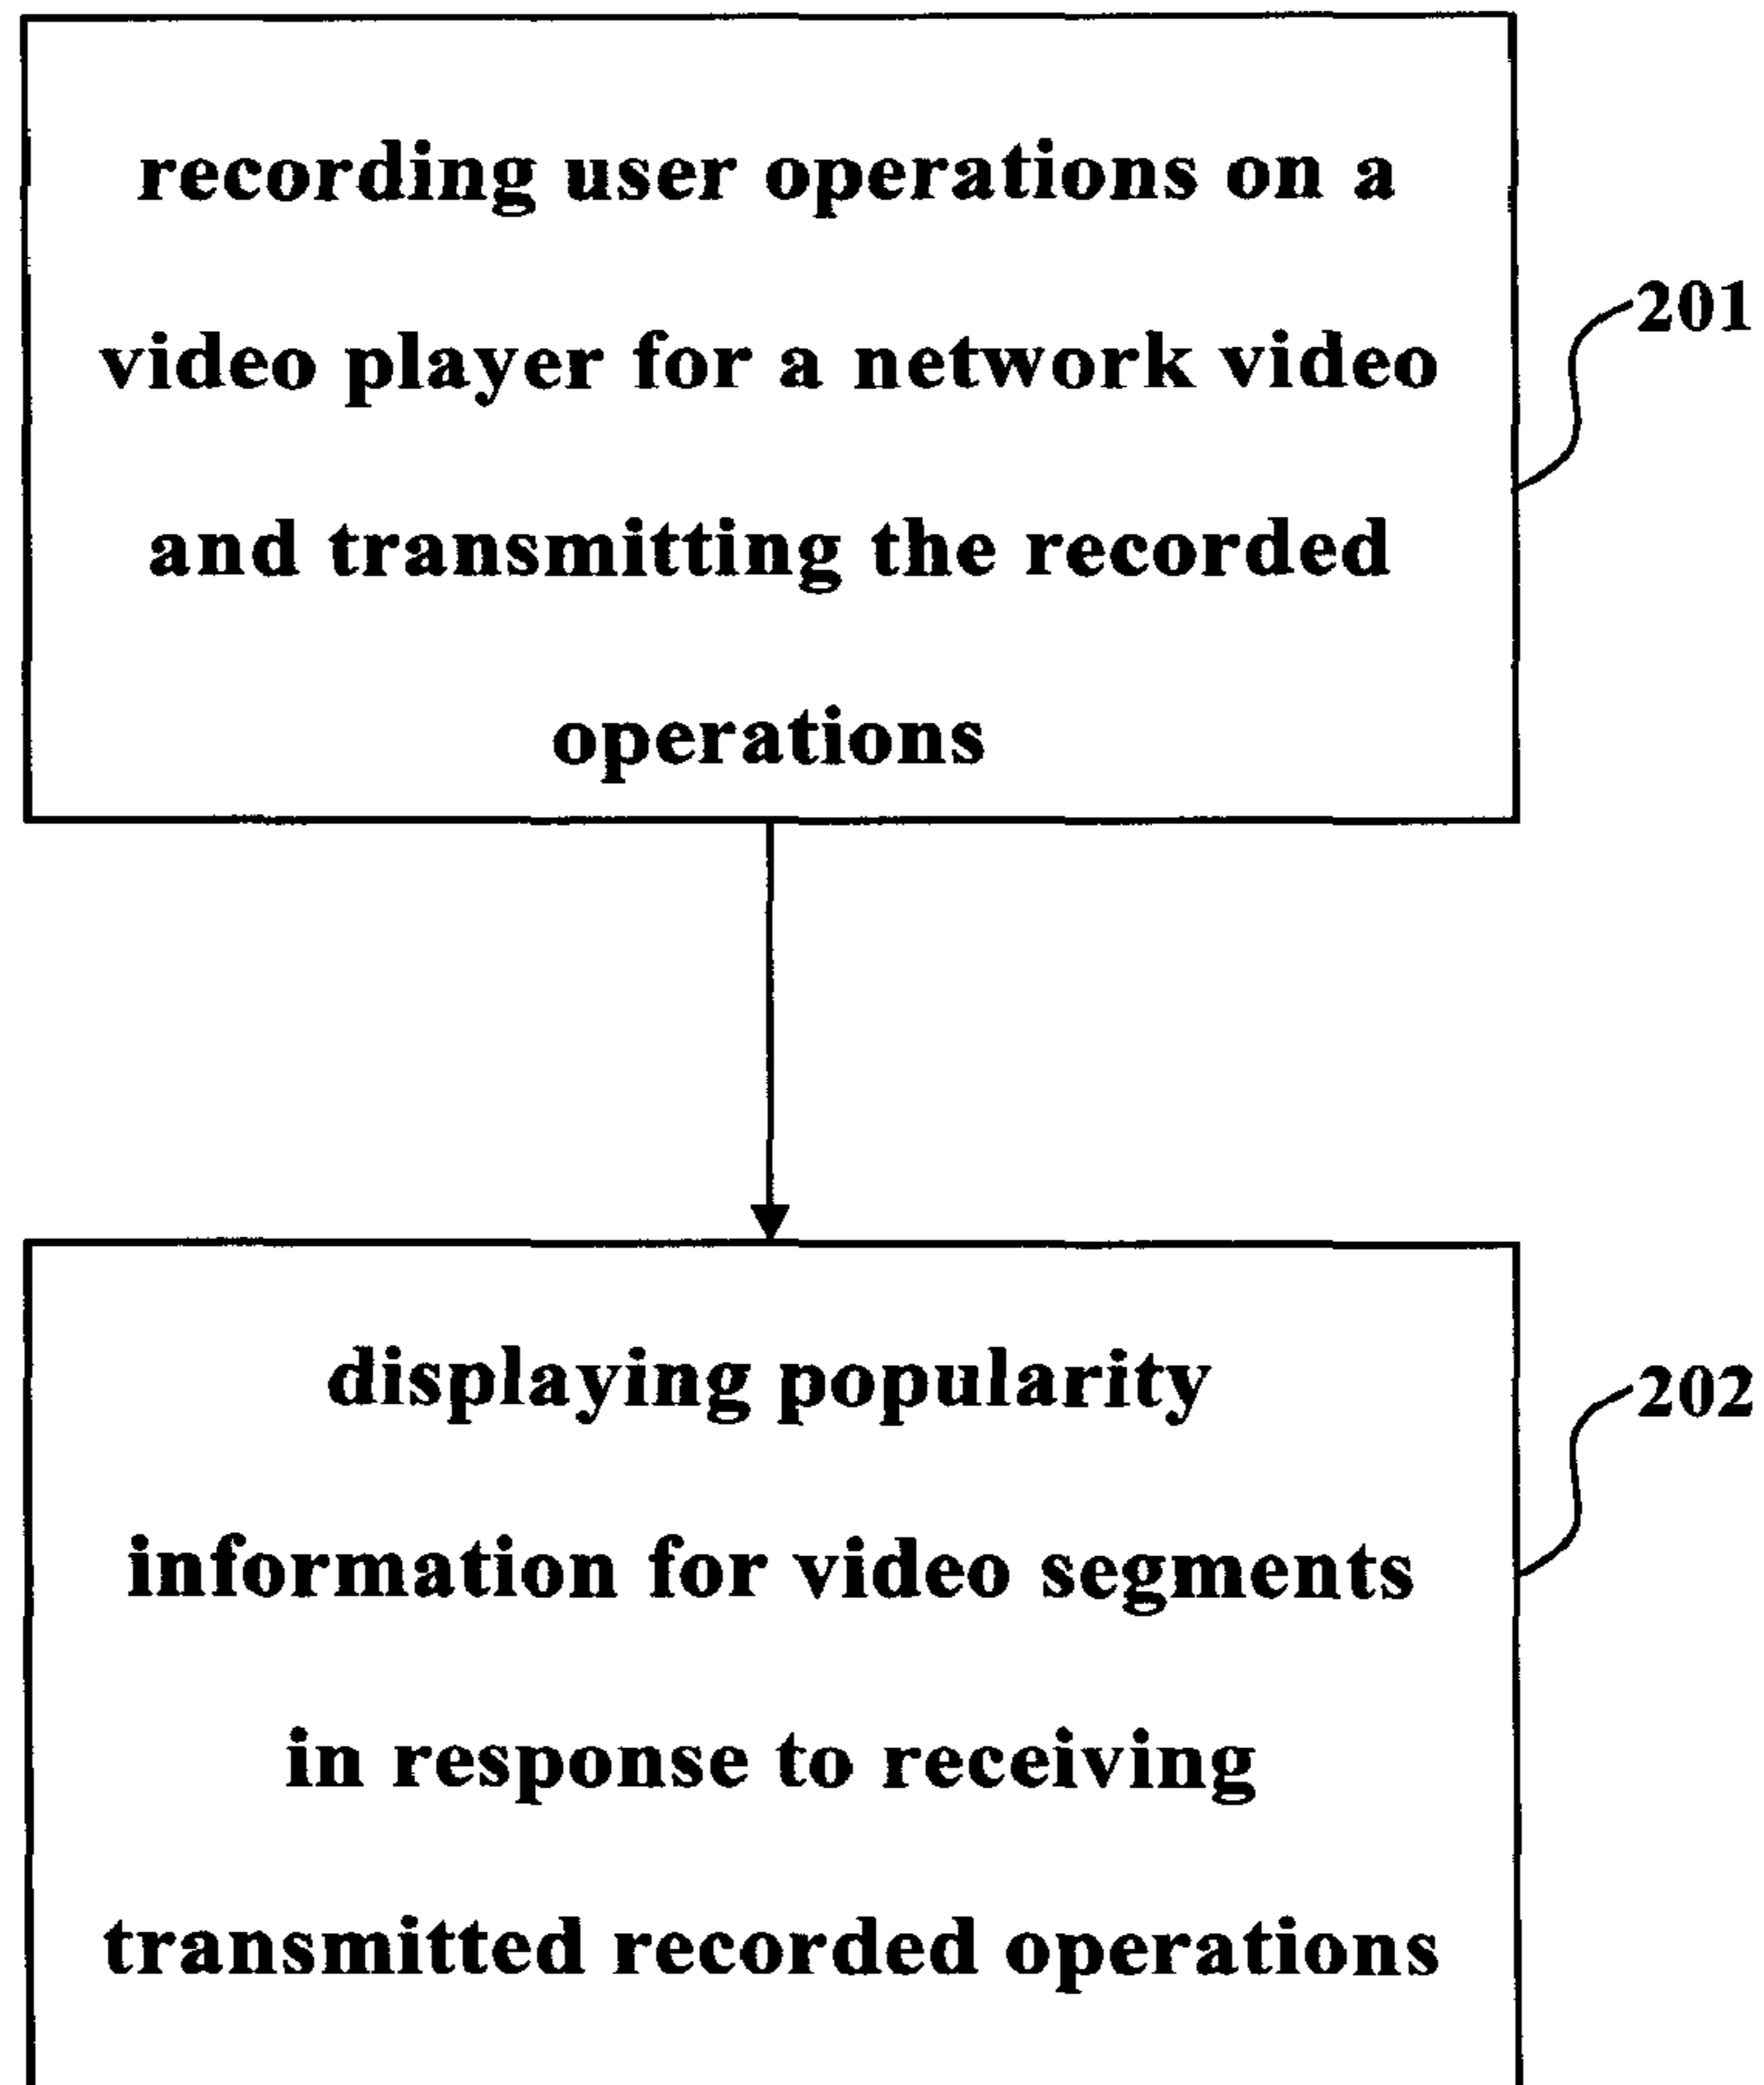 recording user operations on a
video player for a network video
201
and transmitting the recorded
operations
displaying popularity
202
information for video segments
in response to receiving
transmitted recorded operations